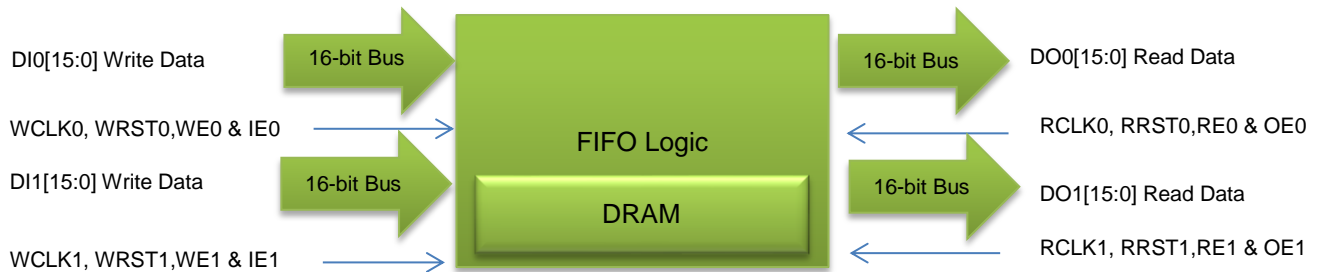 DI0[15:0] Write Data
16-bit Bus
16-bit Bus
DO0[15:0] Read Data
WCLK0, WRST0,WE0 & IE0
RCLK0, RRST0,RE0 & OE0
FIFO Logic
DI1[15:0] Write Data
16-bit Bus
16-bit Bus
DO1[15:0] Read Data
DRAM
WCLK1, WRST1,WE1 & IE1
RCLK1, RRST1,RE1 & OE1